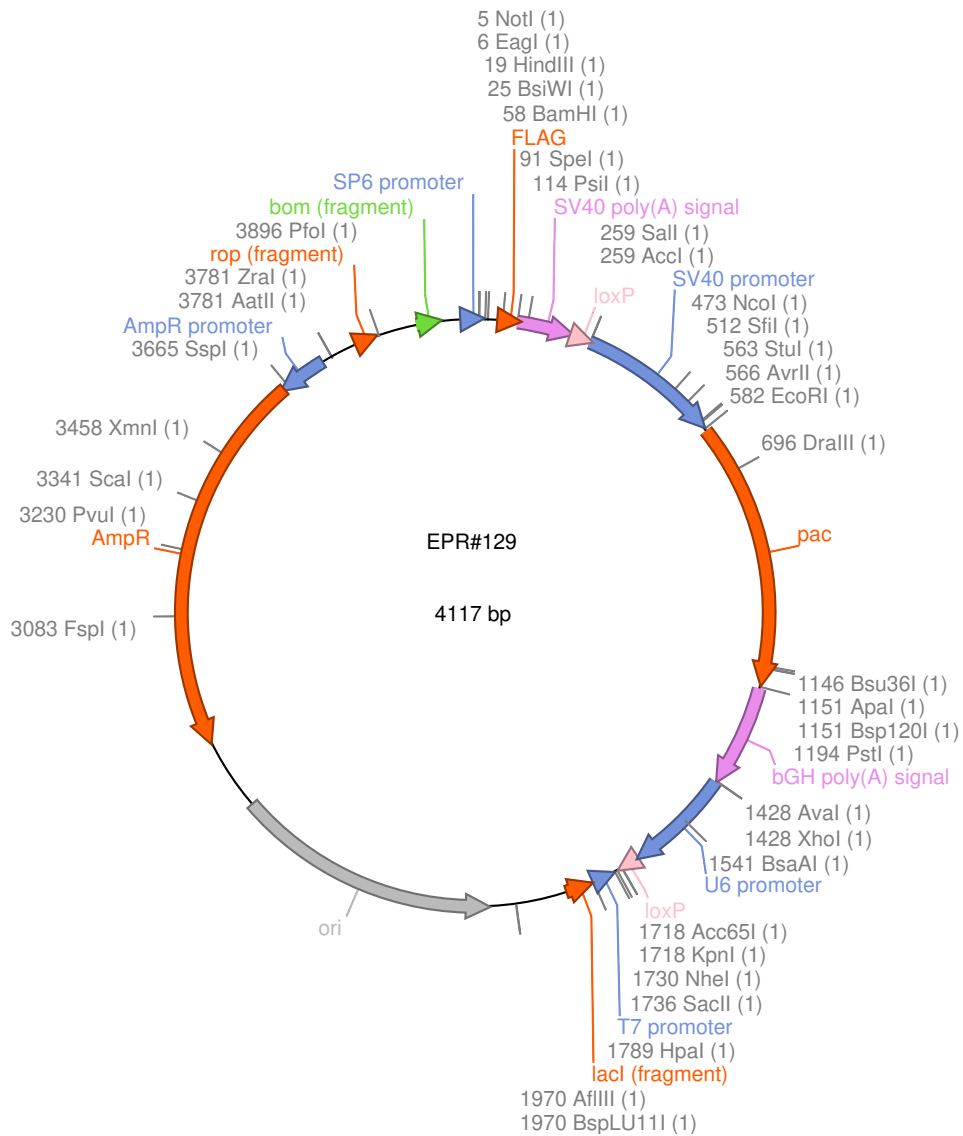 5 NotI (1)
6 EagI (1)
19 HindIII (1)
25 BsiWI (1)
58 BamHI (1)
FLAG
91 SpeI (1)
114 PsiI (1)
SV40 poly(A) signal
259 SalI (1)
259 AccI (1)
SV40 promoter
loxP
473 NcoI (1)
512 SfiI (1)
563 StuI (1)
566 AvrII (1)
582 EcoRI (1)
696 DraIII (1)
pac
1146 Bsu36I (1)
1151 ApaI (1)
1151 Bsp120I (1)
1194 PstI (1)
bGH poly(A) signal
1428 AvaI (1)
1428 XhoI (1)
1541 BsaAI (1)
U6 promoter
loxP
1718 Acc65I (1)
1718 KpnI (1)
1730 NheI (1)
1736 SacII (1)
T7 promoter
1789 HpaI (1)
lacI (fragment)
1970 AflIII (1)
1970 BspLU11I (1)
ori
3083 FspI (1)
AmpR
3230 PvuI (1)
3341 ScaI (1)
3458 XmnI (1)
3665 SspI (1)
AmpR promoter
3781 AatII (1)
3781 ZraI (1)
rop (fragment)
3896 PfoI (1)
bom (fragment)
SP6 promoter
EPR#129
4117 bp